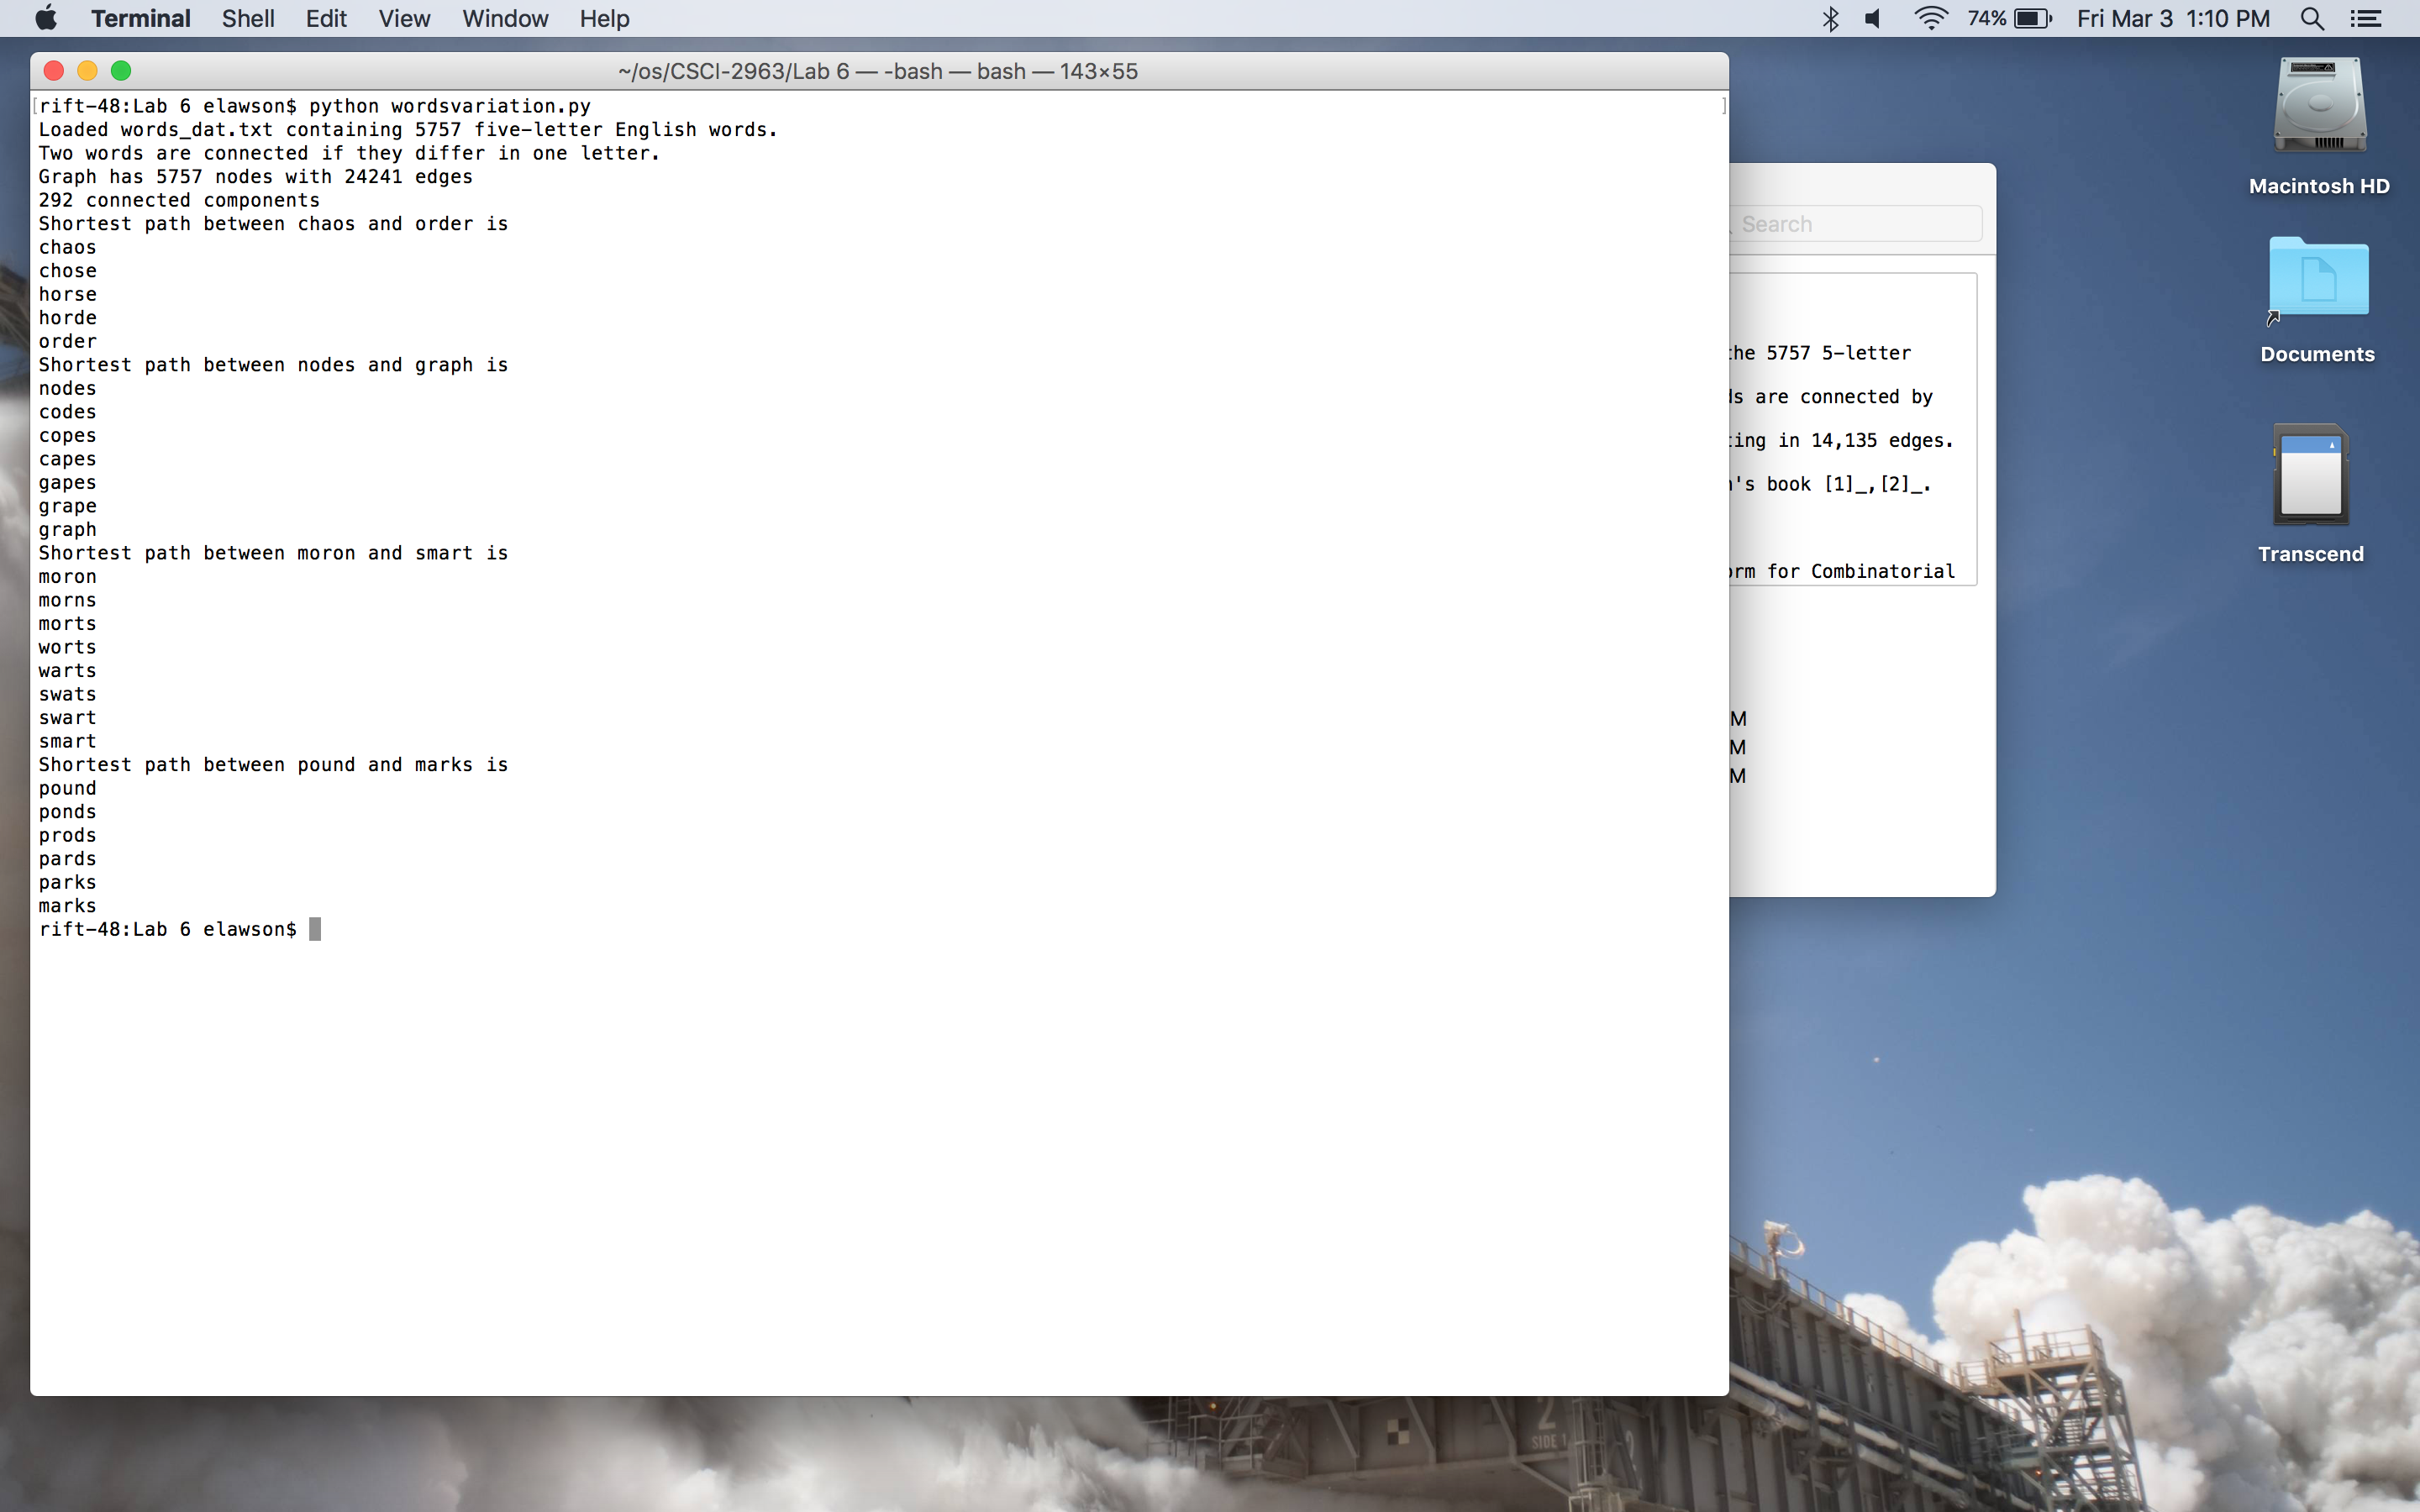 Terminal Shell Edit View Window Help 74% Fri Mar 3 1:10 PM
~/os/CSCI-2963/Lab 6 — -bash — bash — 143×55
[rift-48:Lab 6 elawson$ python wordsvariation.py ]
Loaded words_dat.txt containing 5757 five-letter English words.
Two words are connected if they differ in one letter.
Graph has 5757 nodes with 24241 edges
292 connected components
Shortest path between chaos and order is
chaos
chose
horse
horde
order
Shortest path between nodes and graph is
nodes
codes
copes
capes
gapes
grape
graph
Shortest path between moron and smart is
moron
morns
morts
worts
warts
swats
swart
smart
Shortest path between pound and marks is
pound
ponds
prods
pards
parks
marks
rift-48:Lab 6 elawson$
Search
the 5757 5-letter
ds are connected by
ting in 14,135 edges.
n's book [1]_,[2]_.
orm for Combinatorial
M
M
M
Macintosh HD
Documents
Transcend
2
SIDE 1